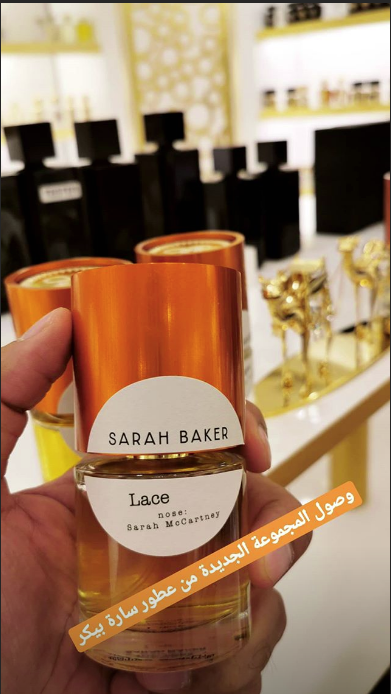 TESTER
SARAH BAKER
Lace
nose:
Sarah McCartney
وصول المجموعة الجديدة من عطور سارة بيكر